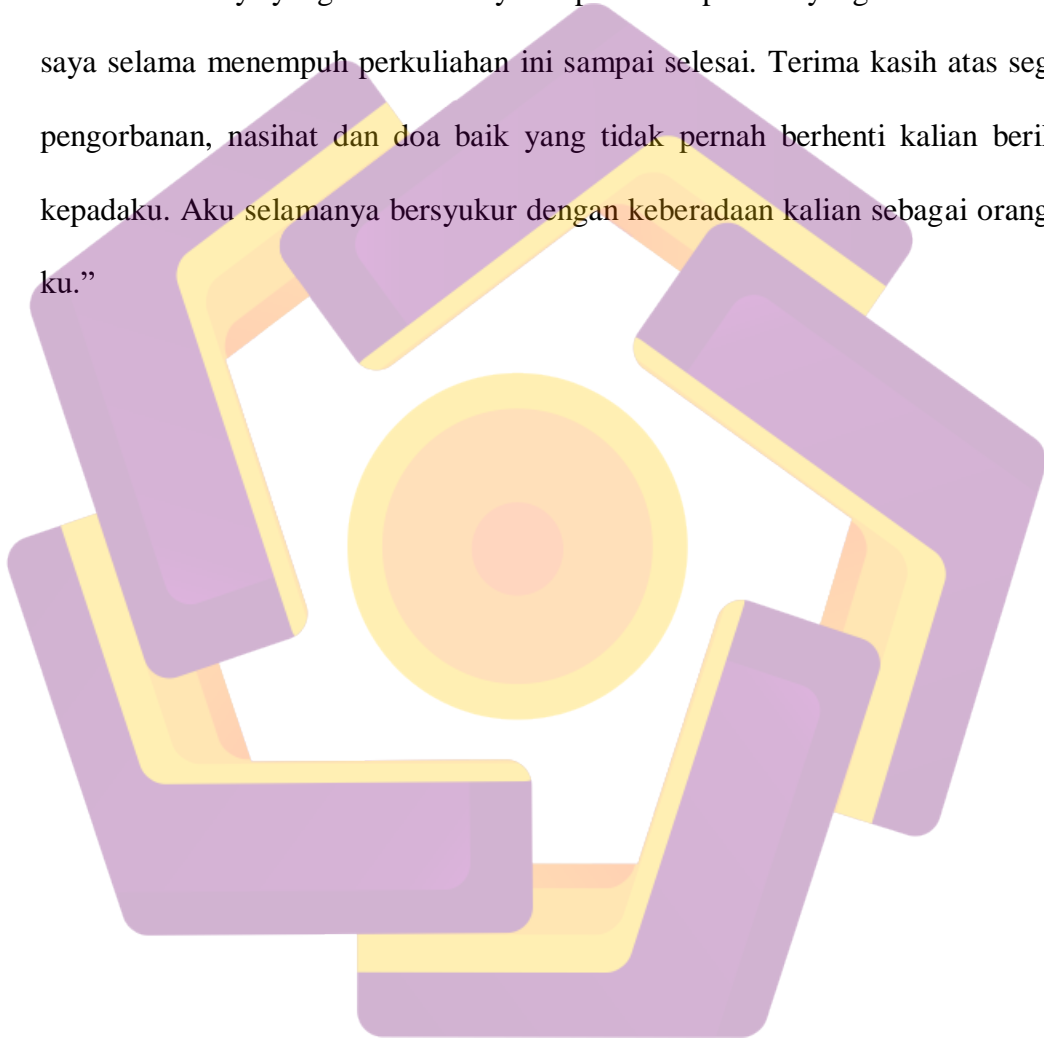 saya selama menempuh perkuliahan ini sampai selesai. Terima kasih atas seg
pengorbanan, nasihat dan doa baik yang tidak pernah berhenti kalian beri
kepadaku. Aku selamanya bersyukur dengan keberadaan kalian sebagai orang
ku.”